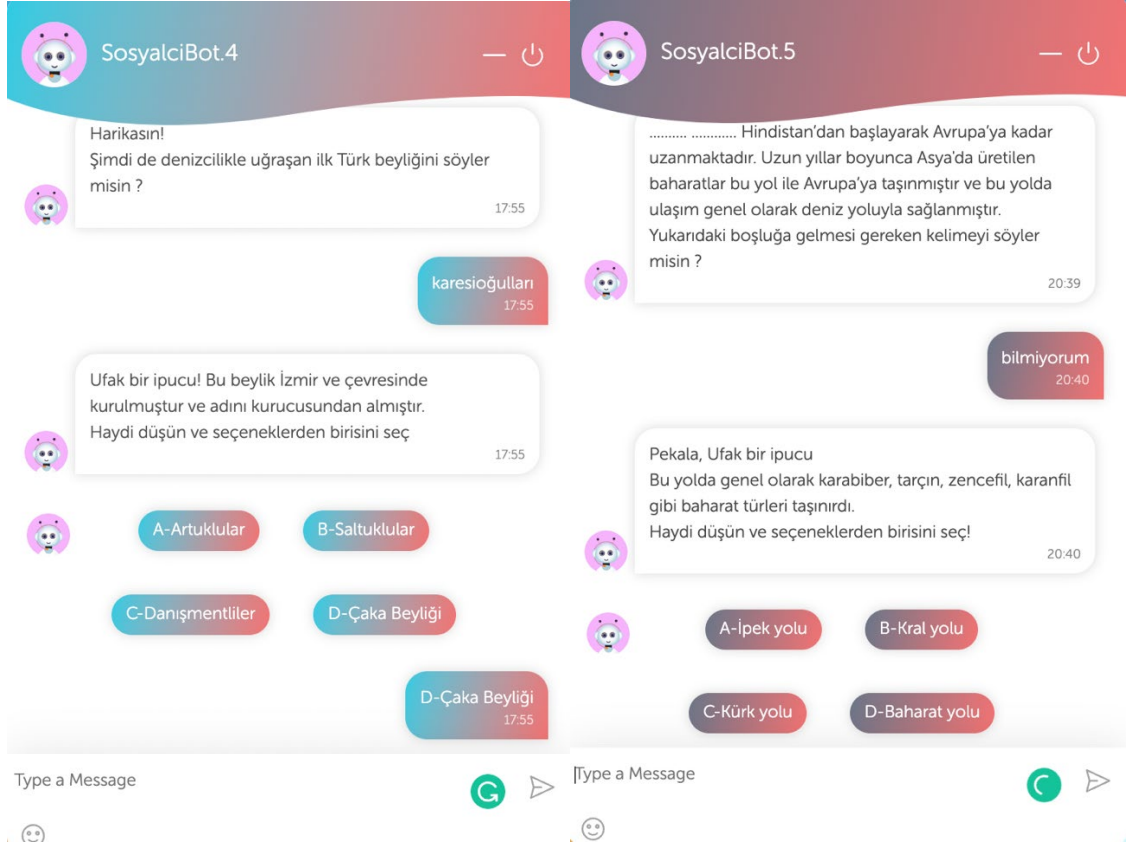 SosyalciBot.4
Harikasın!
Şimdi de denizcilikle uğraşan ilk Türk beyliğini söyler
misin ?
17:55
karesioğulları
17:55
Ufak bir ipucu! Bu beylik İzmir ve çevresinde
kurulmuştur ve adını kurucusundan almıştır.
Haydi düşün ve seçeneklerden birisini seç
17:55
A-Artuklular
B-Saltuklular
C-Danışmentliler
D-Çaka Beyliği
D-Çaka Beyliği
17:55
Type a Message
SosyalciBot.5
.......... ............ Hindistan’dan başlayarak Avrupa’ya kadar
uzanmaktadır. Uzun yıllar boyunca Asya'da üretilen
baharatlar bu yol ile Avrupa’ya taşınmıştır ve bu yolda
ulaşım genel olarak deniz yoluyla sağlanmıştır.
Yukarıdaki boşluğa gelmesi gereken kelimeyi söyler
misin ?
20:39
bilmiyorum
20:40
Pekala, Ufak bir ipucu
Bu yolda genel olarak karabiber, tarçın, zencefil, karanfil
gibi baharat türleri taşınırdı.
Haydi düşün ve seçeneklerden birisini seç!
20:40
A-İpek yolu
B-Kral yolu
C-Kürk yolu
D-Baharat yolu
Type a Message